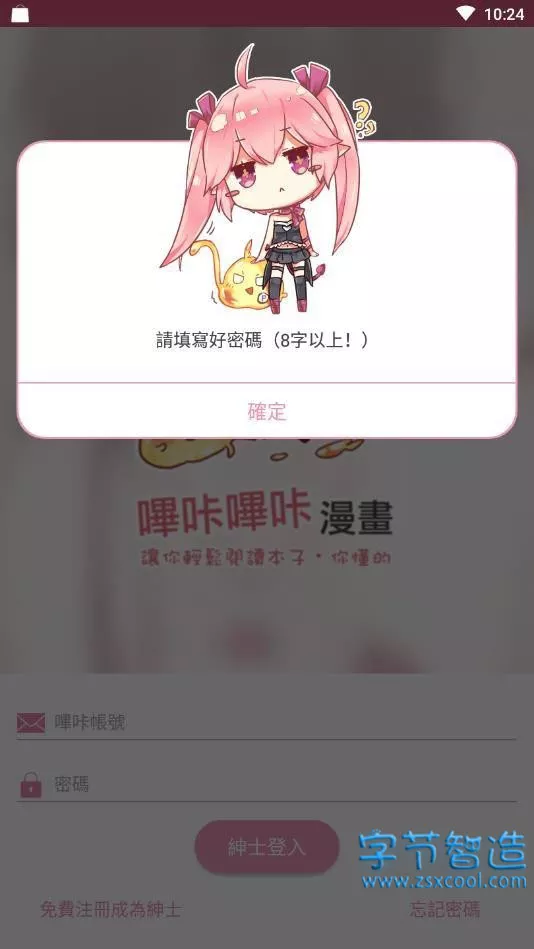 10:24
請填寫好密碼（8字以上！）
確定
嗶咔嗶咔 漫畫
讓你輕鬆閱讀本子·你懂的
嗶咔帳號
密碼
紳士登入
字节智造
www.zsxcool.com
免費注冊成為紳士
忘記密碼